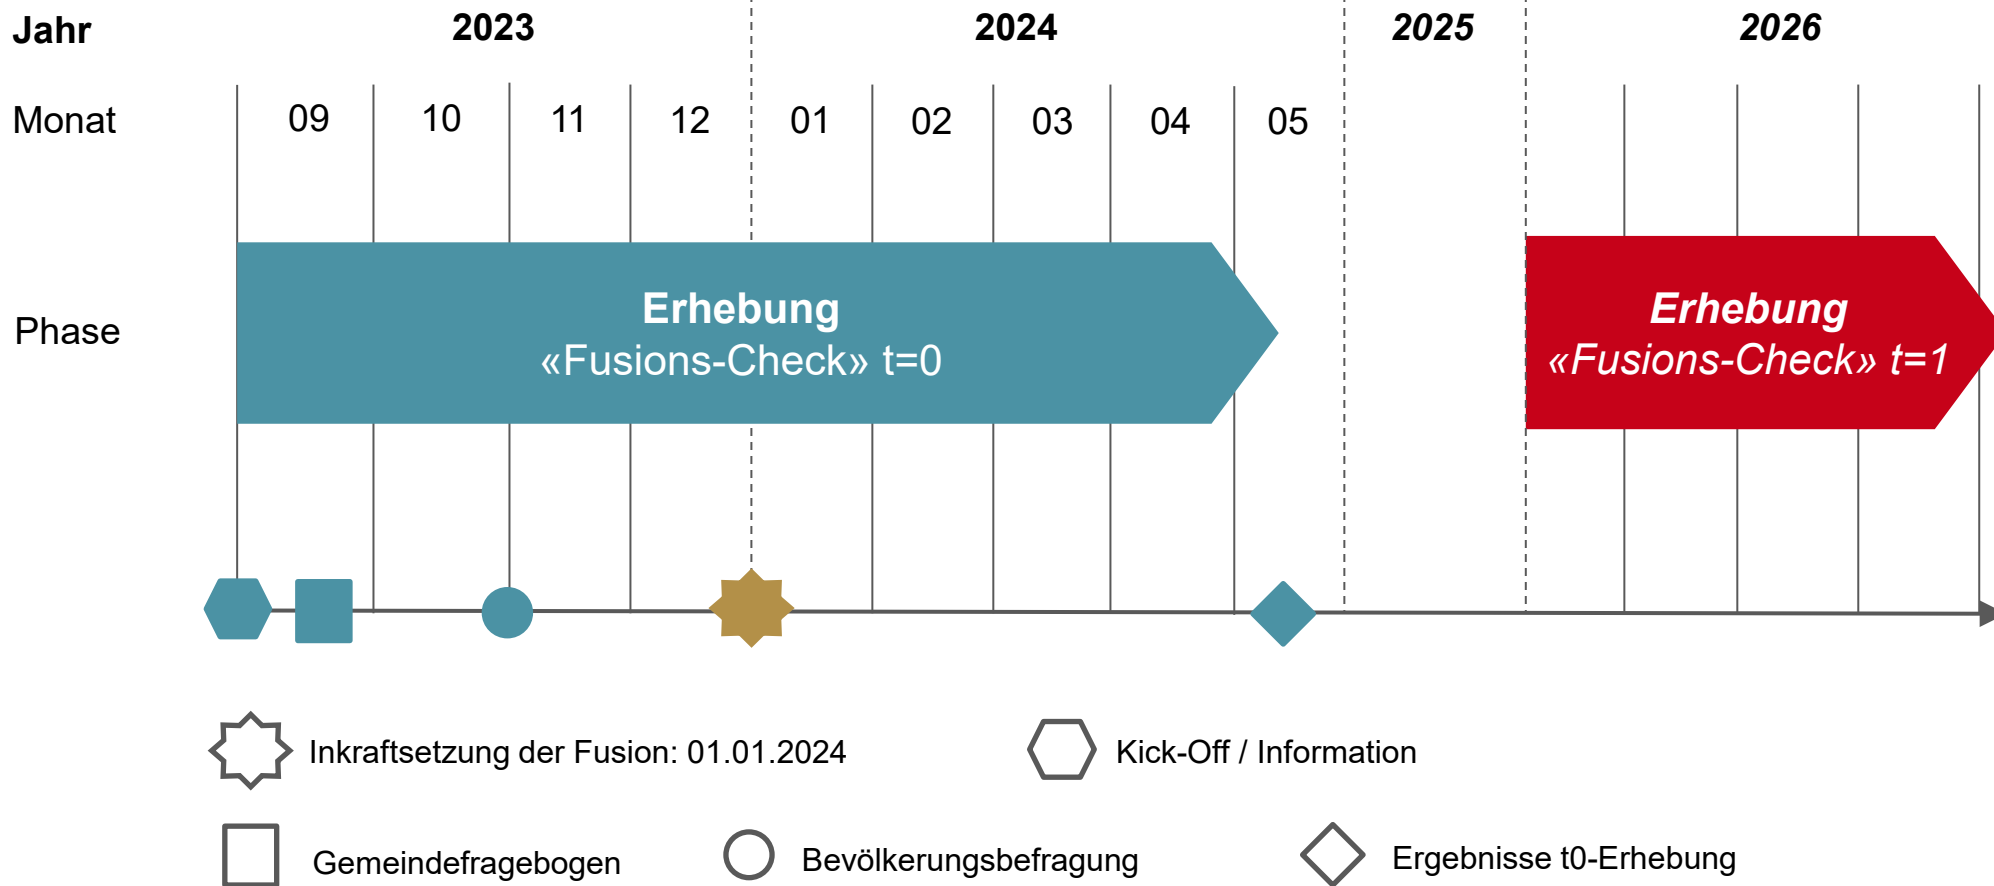 Jahr 2023 2024 2025 2026
Monat 09 10 11 12 01 02 03 04 05
Phase
Erhebung
«Fusions-Check» t=0
Erhebung
«Fusions-Check» t=1
Inkraftsetzung der Fusion: 01.01.2024
Kick-Off / Information
Gemeindefragebogen
Bevölkerungsbefragung
Ergebnisse t0-Erhebung